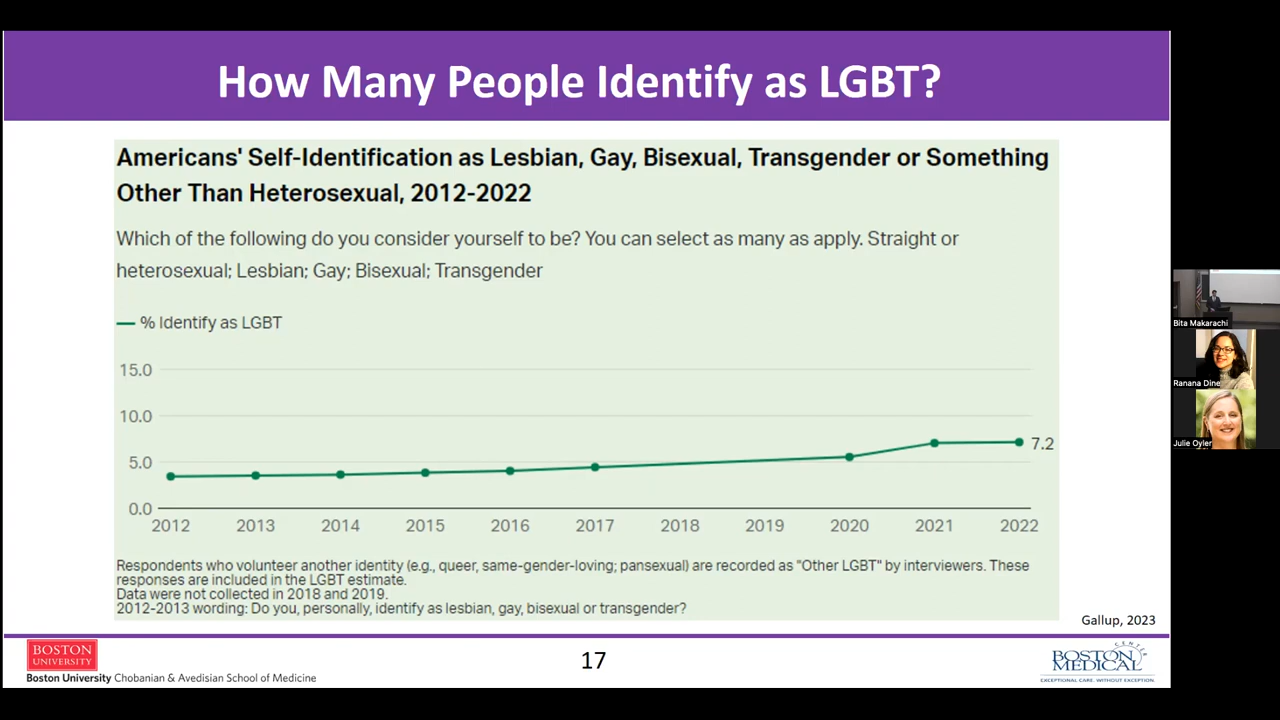 How Many People Identify as LGBT?
Americans' Self-Identification as Lesbian, Gay, Bisexual, Transgender or Something
Other Than Heterosexual, 2012-2022
Which of the following do you consider yourself to be? You can select as many as apply. Straight or
heterosexual; Lesbian; Gay; Bisexual; Transgender
% Identify as LGBT
15.0
10.0
5.0
0.0
7.2
2012 2013 2014 2015 2016 2017 2018 2019 2020 2021 2022
Respondents who volunteer another identity (e.g., queer, same-gender-loving; pansexual) are recorded as "Other LGBT" by interviewers. These
responses are included in the LGBT estimate.
Data were not collected in 2018 and 2019.
2012-2013 wording: Do you, personally, identify as lesbian, gay, bisexual or transgender?
Gallup, 2023
BOSTON
UNIVERSITY
Boston University Chobanian & Avedisian School of Medicine
17
BOSTON
MEDICAL
CENTER
EXCEPTIONAL CARE. WITHOUT EXCEPTION.
Bita Makarachi
Ranana Dine
Julie Oyler